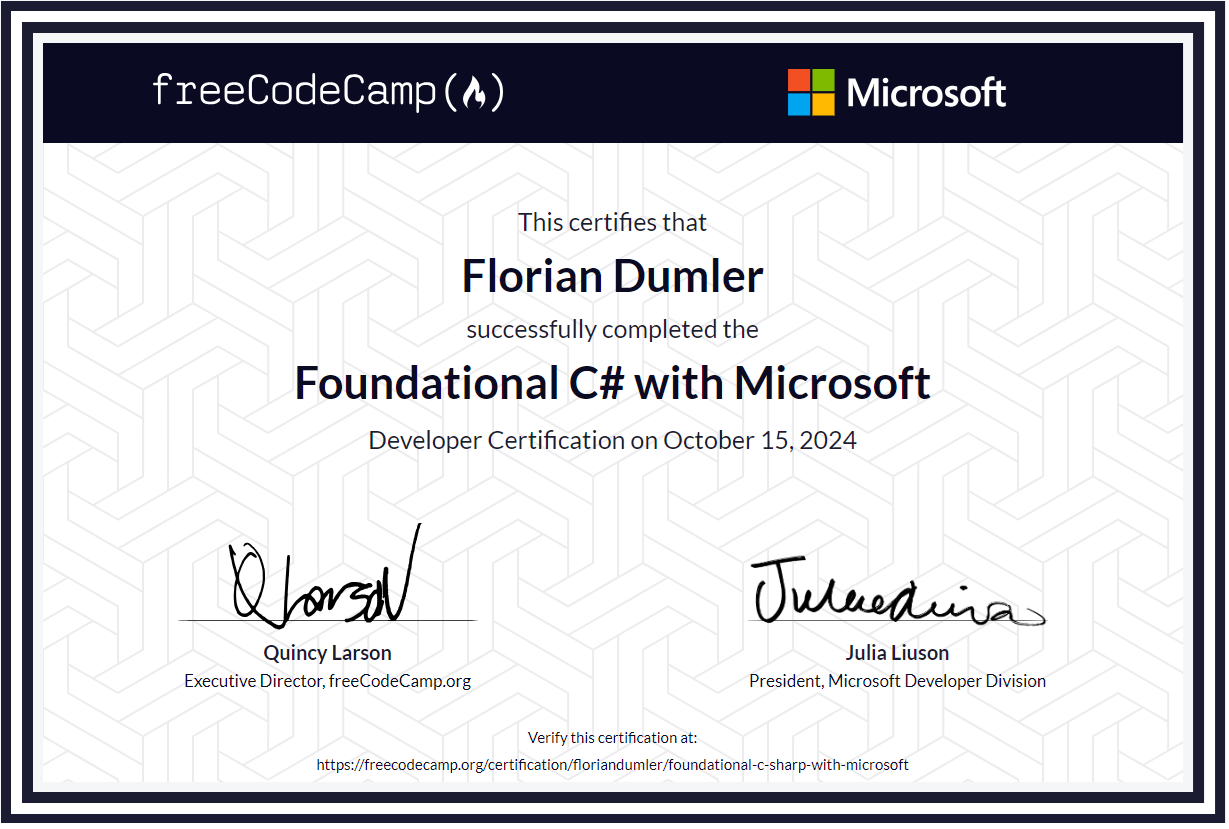 freeCodeCamp(🔥)
Microsoft
This certifies that
Florian Dumler
successfully completed the
Foundational C# with Microsoft
Developer Certification on October 15, 2024
Quincy Larson
Executive Director, freeCodeCamp.org
Julia Liuson
President, Microsoft Developer Division
Verify this certification at:
https://freecodecamp.org/certification/floriandumler/foundational-c-sharp-with-microsoft